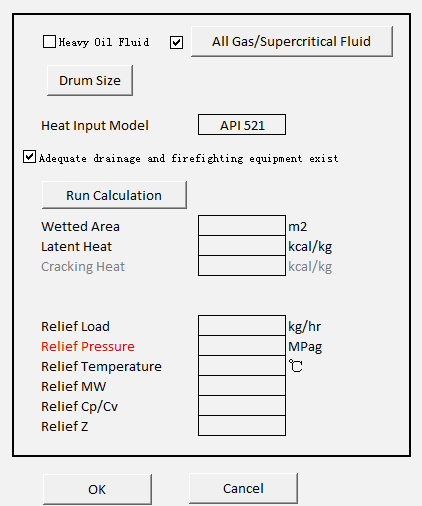 Heavy Oil Fluid All Gas/Supercritical Fluid
Drum Size
Heat Input Model API 521
Adequate drainage and firefighting equipment exist
Run Calculation
Wetted Area m2
Latent Heat kcal/kg
Cracking Heat kcal/kg
Relief Load kg/hr
Relief Pressure MPag
Relief Temperature ℃
Relief MW
Relief Cp/Cv
Relief Z
OK Cancel